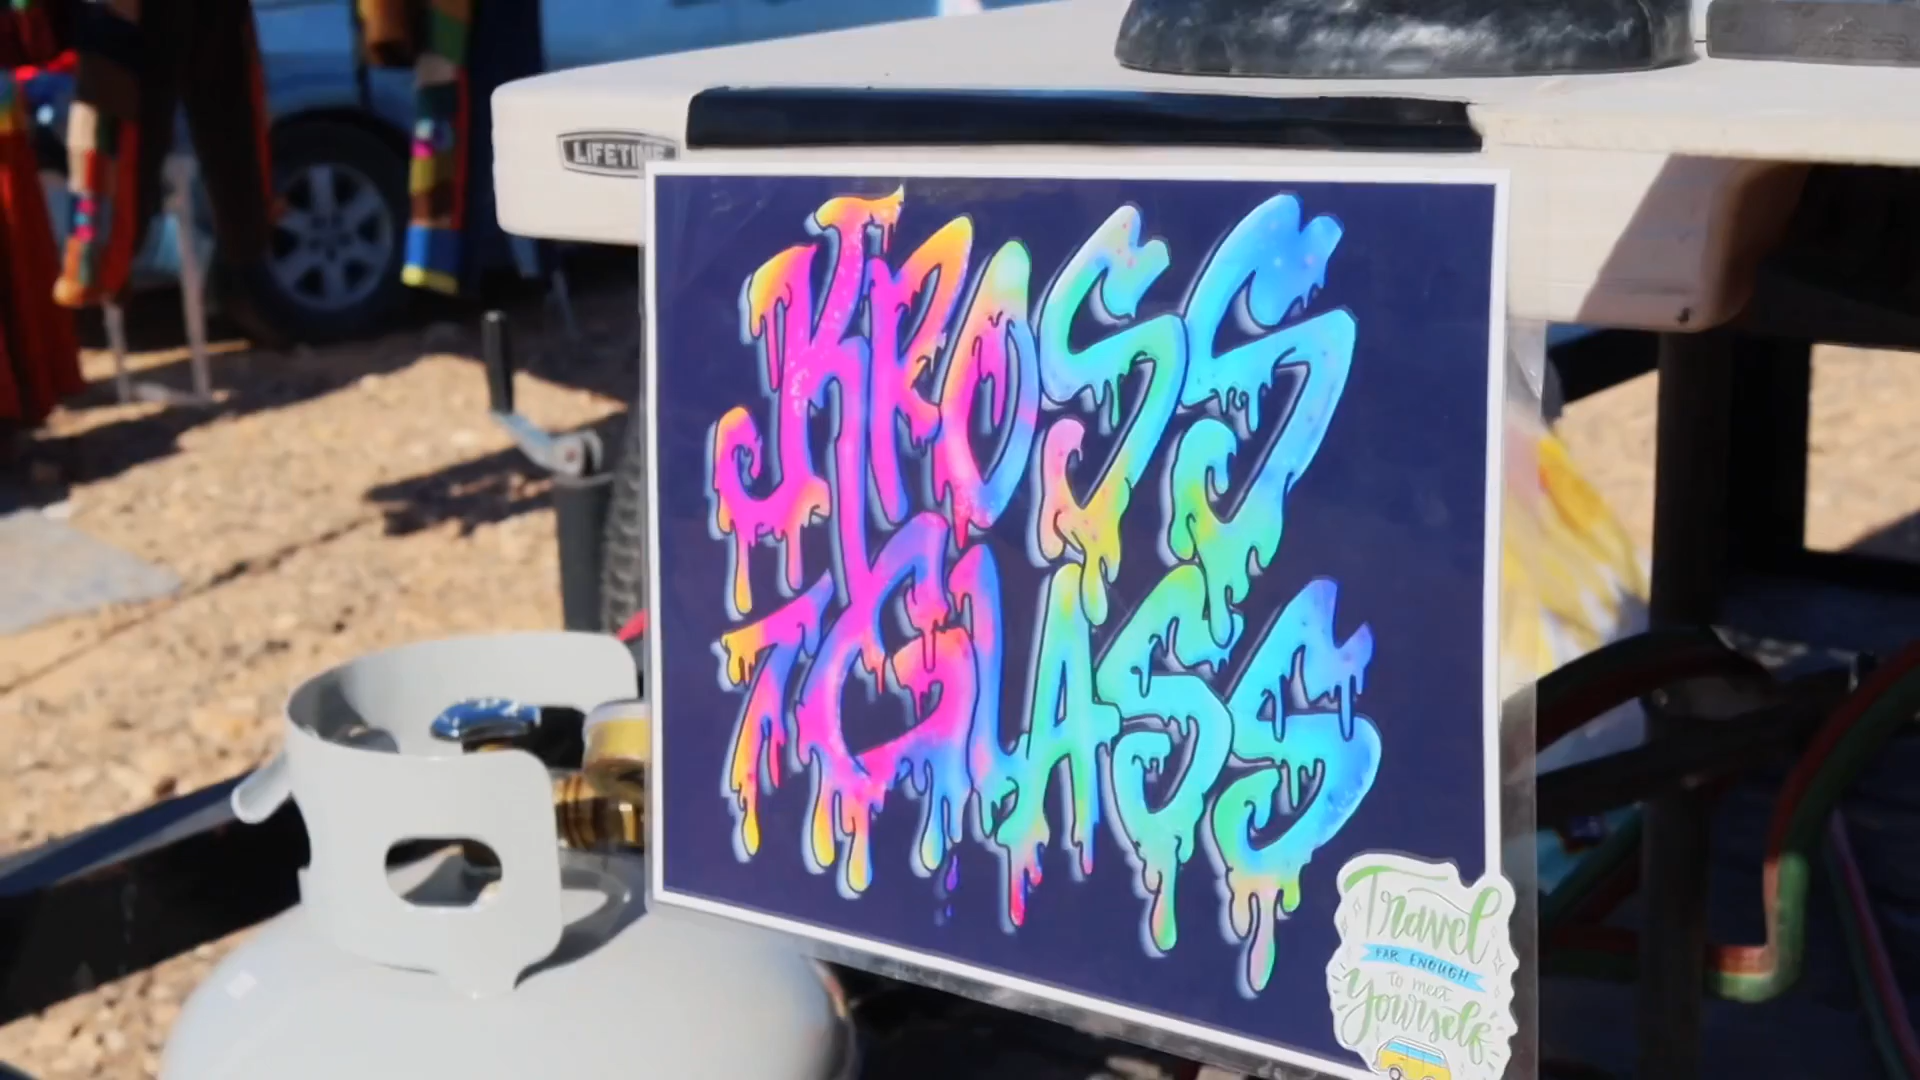 LIFETIME
KROSS
GLASS
Travel
FAR ENOUGH
to meet
Yourself